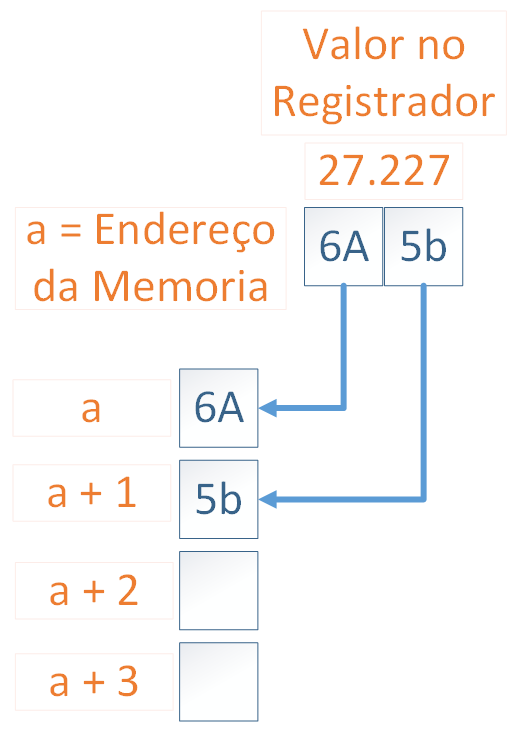 Valor no
Registrador
27.227
a = Endereço
da Memoria
6A 5b
a 6A
a + 1 5b
a + 2
a + 3